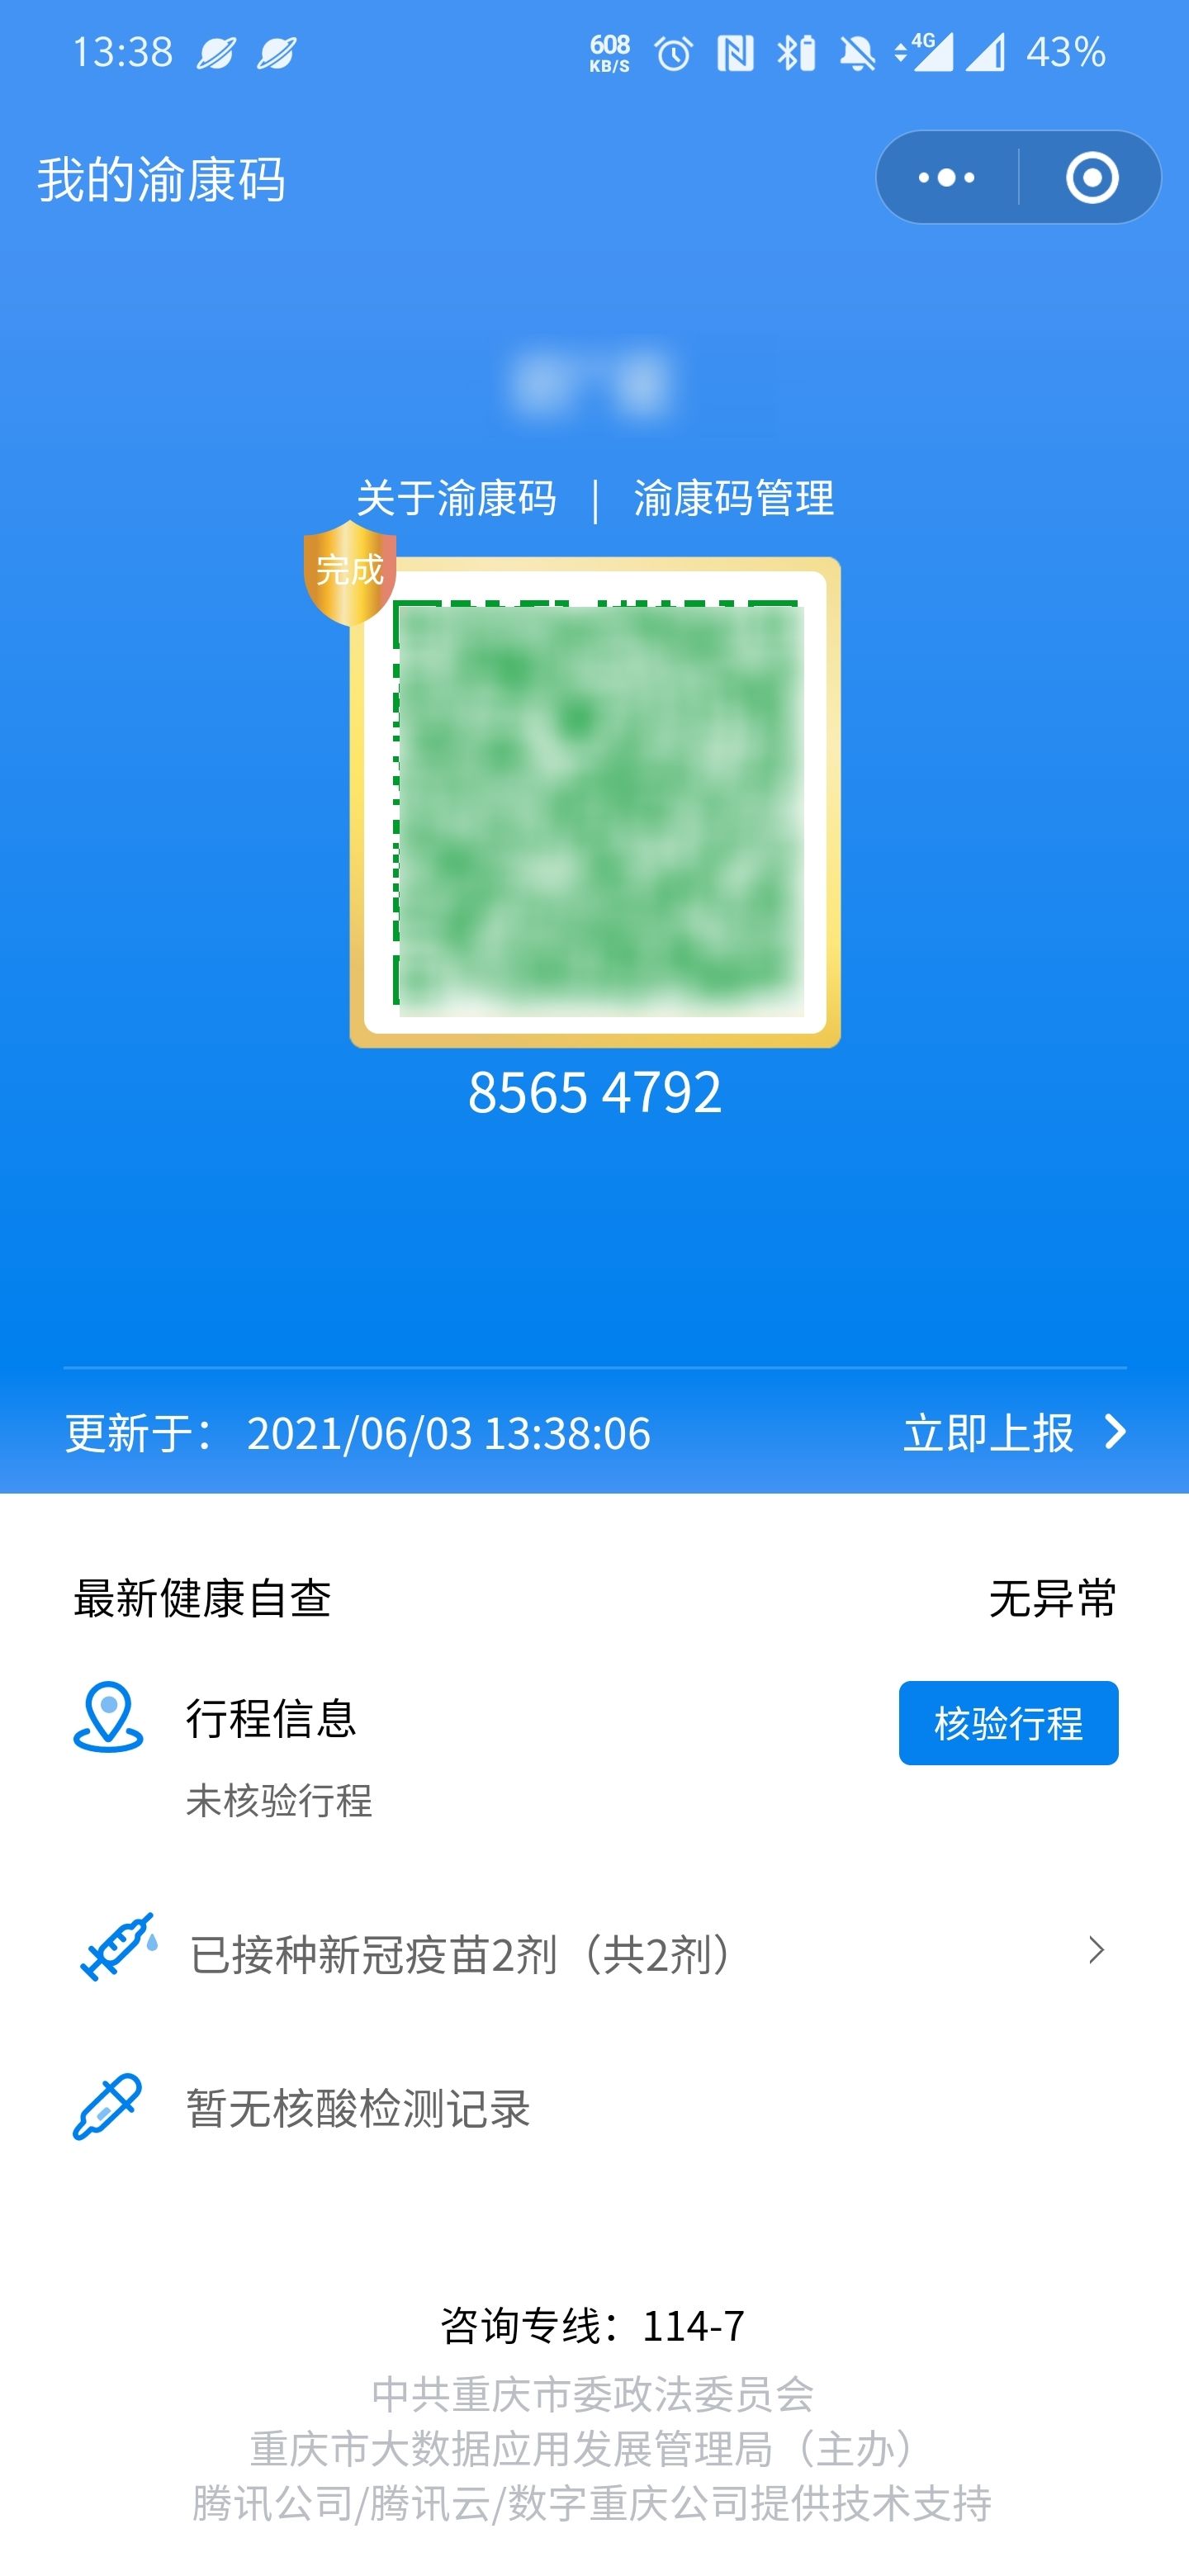 13:38 608 KB/S 4G 43%
我的渝康码
关于渝康码 | 渝康码管理
完成
8565 4792
更新于： 2021/06/03 13:38:06 立即上报
最新健康自查 无异常
行程信息 核验行程
未核验行程
已接种新冠疫苗2剂（共2剂）
暂无核酸检测记录
咨询专线：114-7
中共重庆市委政法委员会
重庆市大数据应用发展管理局（主办）
腾讯公司/腾讯云/数字重庆公司提供技术支持